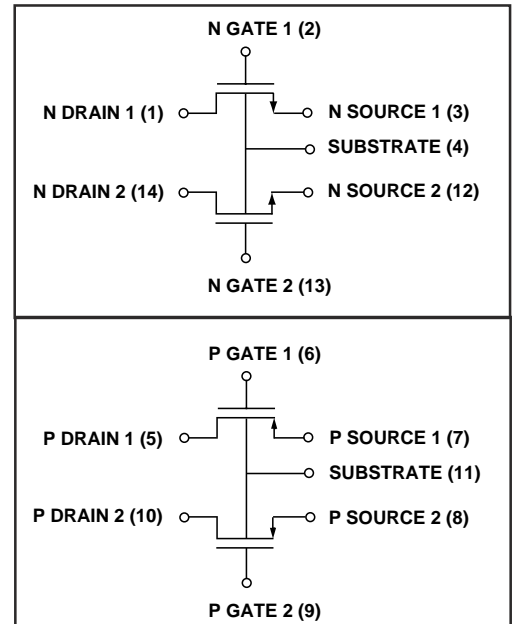 N GATE 1 (2)
N DRAIN 1 (1)
N SOURCE 1 (3)
SUBSTRATE (4)
N DRAIN 2 (14)
N SOURCE 2 (12)
N GATE 2 (13)
P GATE 1 (6)
P DRAIN 1 (5)
P SOURCE 1 (7)
SUBSTRATE (11)
P DRAIN 2 (10)
P SOURCE 2 (8)
P GATE 2 (9)